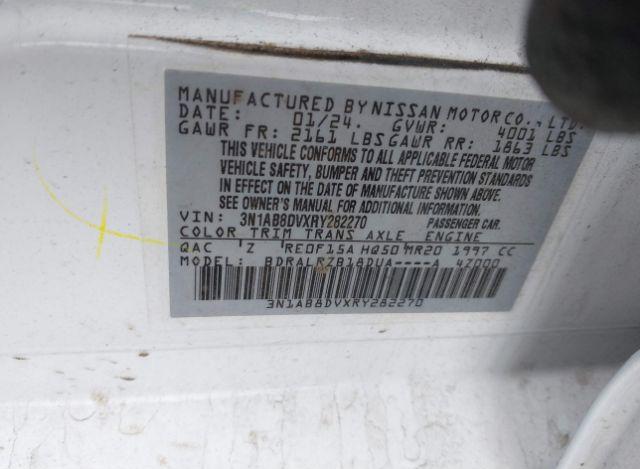 MANUFACTURED BY NISSAN MOTOR CO., LTD.
DATE: 01/24. GVWR: 4001 LBS
GAWR FR: 2161 LBS GAWR RR: 1863 LBS
THIS VEHICLE CONFORMS TO ALL APPLICABLE FEDERAL MOTOR
VEHICLE SAFETY, BUMPER AND THEFT PREVENTION STANDARDS
IN EFFECT ON THE DATE OF MANUFACTURE SHOWN ABOVE.
SEE OWNER'S MANUAL FOR ADDITIONAL INFORMATION.
VIN: 3N1AB8DVXRY282270 PASSENGER CAR.
COLOR TRIM TRANS AXLE ENGINE
QAC Z RE0F15A HQ50 MR20 1997 CC
MODEL: BDRALRZB18DUA----A 47000
3N1AB8DVXRY282270